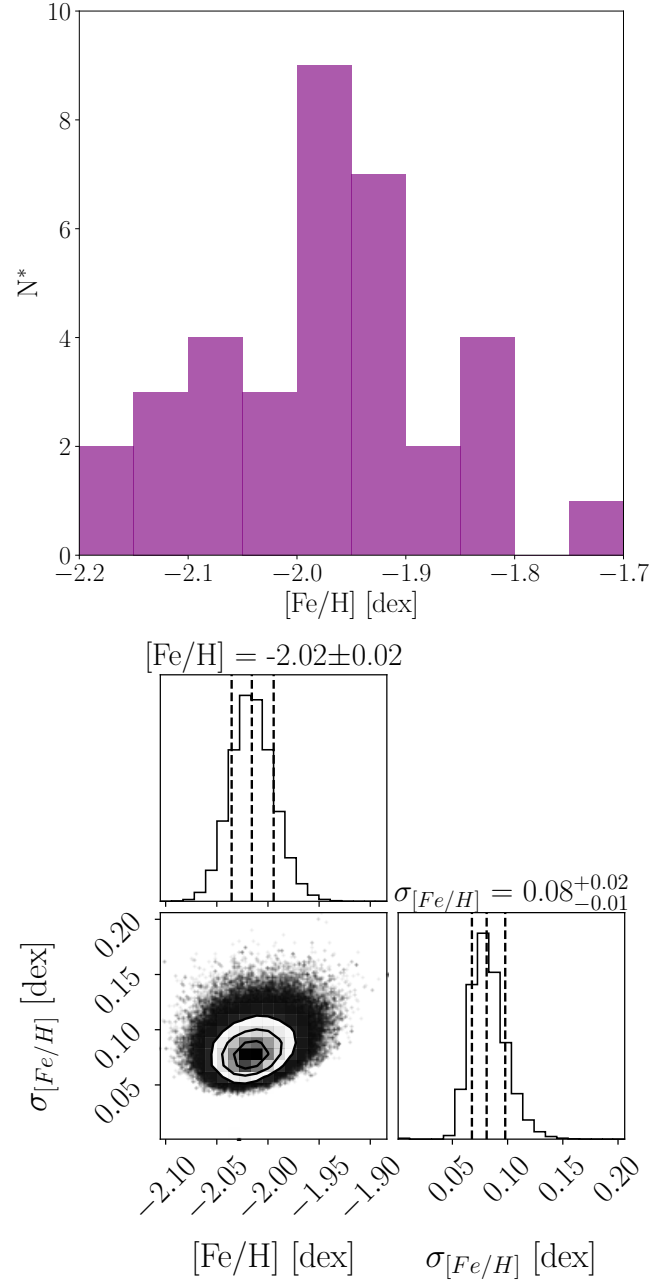 10
8
6
4
2
0
N*
−2.2 −2.1 −2.0 −1.9 −1.8 −1.7
[Fe/H] [dex]
[Fe/H] = -2.02±0.02
σ[Fe/H] = 0.08+0.02−0.01
0.20
0.15
0.10
0.05
σ[Fe/H] [dex]
−2.10 −2.05 −2.00 −1.95 −1.90
0.05 0.10 0.15 0.20
[Fe/H] [dex]
σ[Fe/H] [dex]